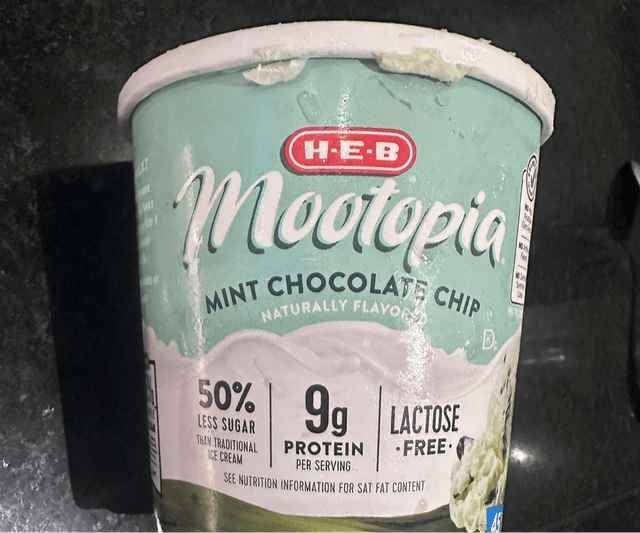 H-E-B
Mootopia
MINT CHOCOLATE CHIP
NATURALLY
50%
LESS SUGAR
THAN TRADITIONAL
ICE CREAM
9g
PROTEIN
PER SERVING
LACTOSE
·FREE·
SEE NUTRITION INFORMATION FOR SAT FAT CONTENT